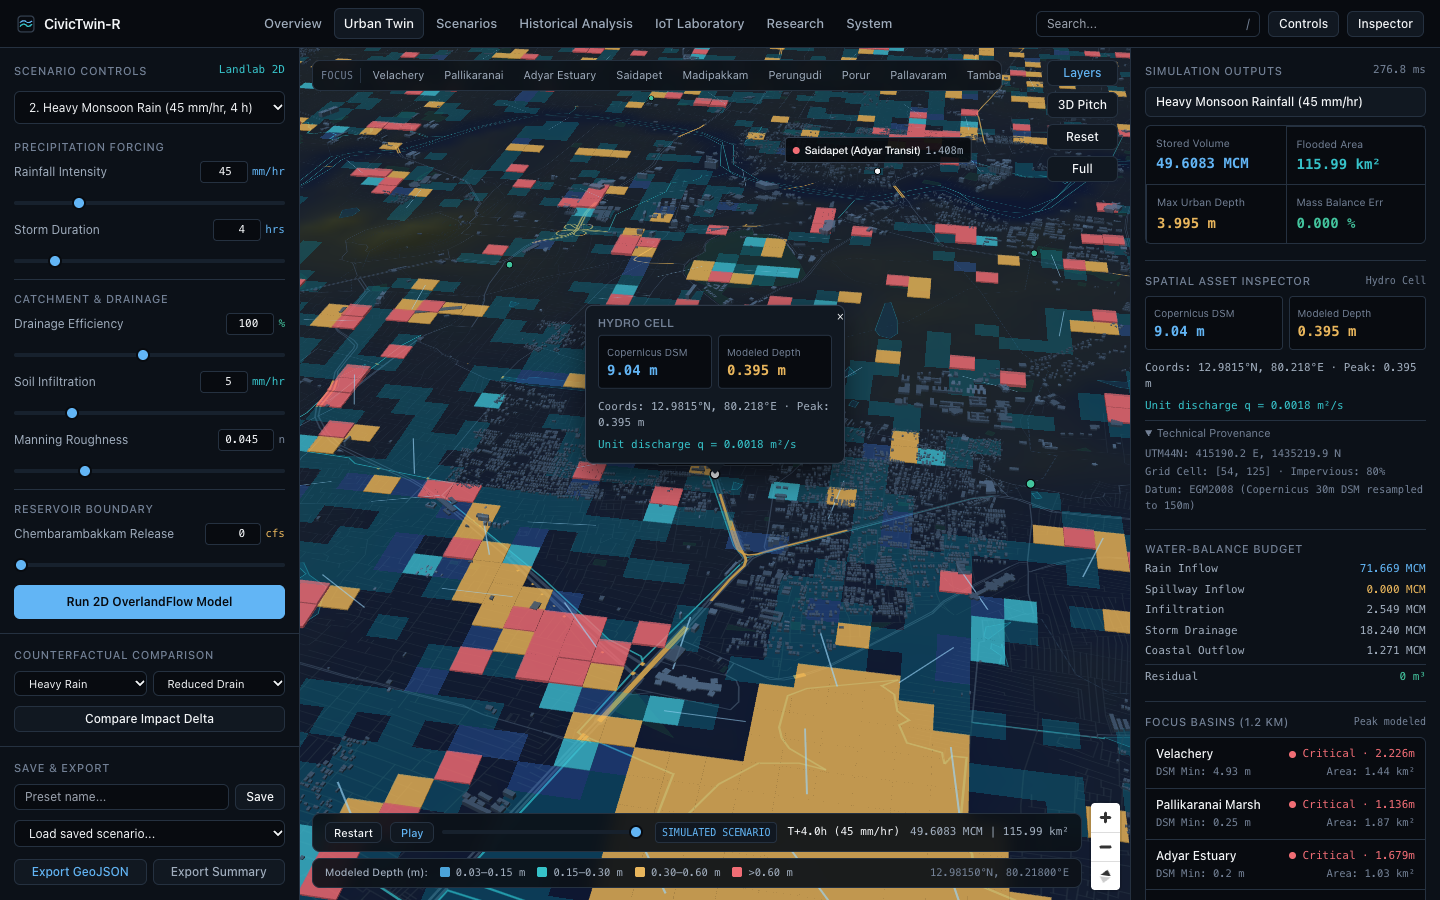 CivicTwin-R
Overview Urban Twin Scenarios Historical Analysis IoT Laboratory Research System
Search... /
Controls
Inspector
SCENARIO CONTROLS Landlab 2D
2. Heavy Monsoon Rain (45 mm/hr, 4 h)
PRECIPITATION FORCING
Rainfall Intensity 45 mm/hr
Storm Duration 4 hrs
CATCHMENT & DRAINAGE
Drainage Efficiency 100 %
Soil Infiltration 5 mm/hr
Manning Roughness 0.045 n
RESERVOIR BOUNDARY
Chembarambakkam Release 0 cfs
Run 2D OverlandFlow Model
COUNTERFACTUAL COMPARISON
Heavy Rain Reduced Drain
Compare Impact Delta
SAVE & EXPORT
Preset name... Save
Load saved scenario...
Export GeoJSON Export Summary
FOCUS Velachery Pallikaranai Adyar Estuary Saidapet Madipakkam Perungudi Porur Pallavaram Tamba
Layers
3D Pitch
Reset
Full
Saidapet (Adyar Transit) 1.408m
HYDRO CELL ×
Copernicus DSM Modeled Depth
9.04 m 0.395 m
Coords: 12.9815°N, 80.218°E · Peak:
0.395 m
Unit discharge q = 0.0018 m²/s
Restart Play SIMULATED SCENARIO T+4.0h (45 mm/hr) 49.6083 MCM | 115.99 km²
Modeled Depth (m): 0.03–0.15 m 0.15–0.30 m 0.30–0.60 m >0.60 m 12.98150°N, 80.21800°E
SIMULATION OUTPUTS 276.8 ms
Heavy Monsoon Rainfall (45 mm/hr)
Stored Volume Flooded Area
49.6083 MCM 115.99 km²
Max Urban Depth Mass Balance Err
3.995 m 0.000 %
SPATIAL ASSET INSPECTOR Hydro Cell
Copernicus DSM Modeled Depth
9.04 m 0.395 m
Coords: 12.9815°N, 80.218°E · Peak: 0.395
m
Unit discharge q = 0.0018 m²/s
▼ Technical Provenance
UTM44N: 415190.2 E, 1435219.9 N
Grid Cell: [54, 125] · Impervious: 80%
Datum: EGM2008 (Copernicus 30m DSM resampled
to 150m)
WATER-BALANCE BUDGET
Rain Inflow 71.669 MCM
Spillway Inflow 0.000 MCM
Infiltration 2.549 MCM
Storm Drainage 18.240 MCM
Coastal Outflow 1.271 MCM
Residual 0 m³
FOCUS BASINS (1.2 KM) Peak modeled
Velachery Critical · 2.226m
DSM Min: 4.93 m Area: 1.44 km²
Pallikaranai Marsh Critical · 1.136m
DSM Min: 0.25 m Area: 1.87 km²
Adyar Estuary Critical · 1.679m
DSM Min: 0.2 m Area: 1.03 km²